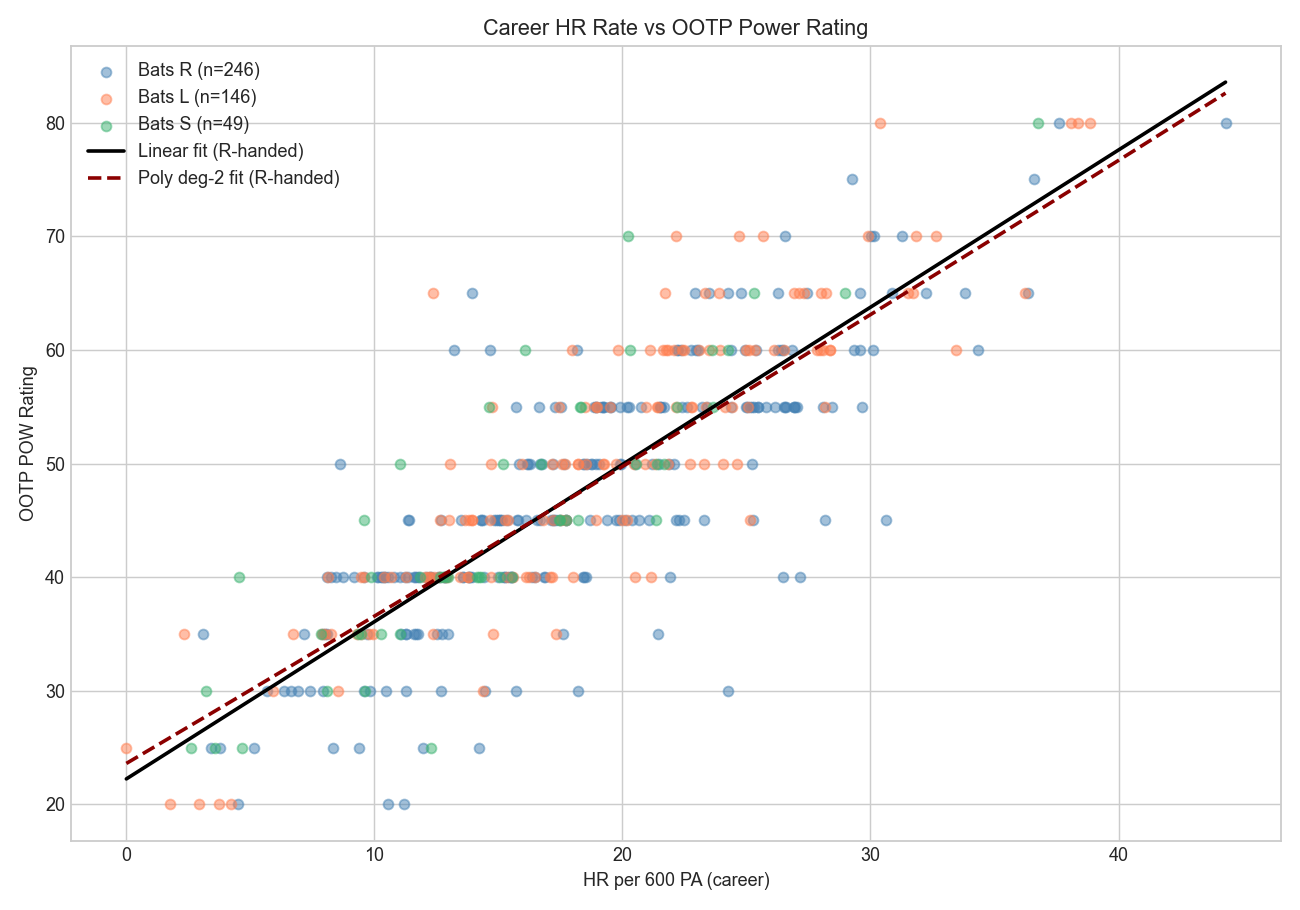 Career HR Rate vs OOTP Power Rating
Bats R (n=246)
Bats L (n=146)
Bats S (n=49)
Linear fit (R-handed)
Poly deg-2 fit (R-handed)
OOTP POW Rating
80
70
60
50
40
30
20
0 10 20 30 40
HR per 600 PA (career)